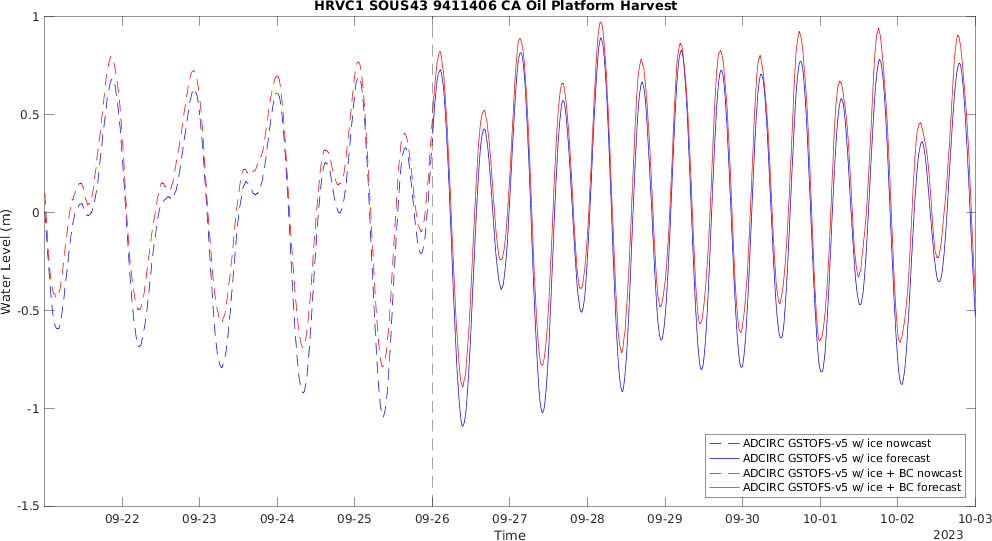 HRVC1 SOUS43 9411406 CA Oil Platform Harvest
1
0.5
0
-0.5
-1
-1.5
Water Level (m)
09-22 09-23 09-24 09-25 09-26 09-27 09-28 09-29 09-30 10-01 10-02 10-03
Time
2023
ADCIRC GSTOFS-v5 w/ ice nowcast
ADCIRC GSTOFS-v5 w/ ice forecast
ADCIRC GSTOFS-v5 w/ ice + BC nowcast
ADCIRC GSTOFS-v5 w/ ice + BC forecast